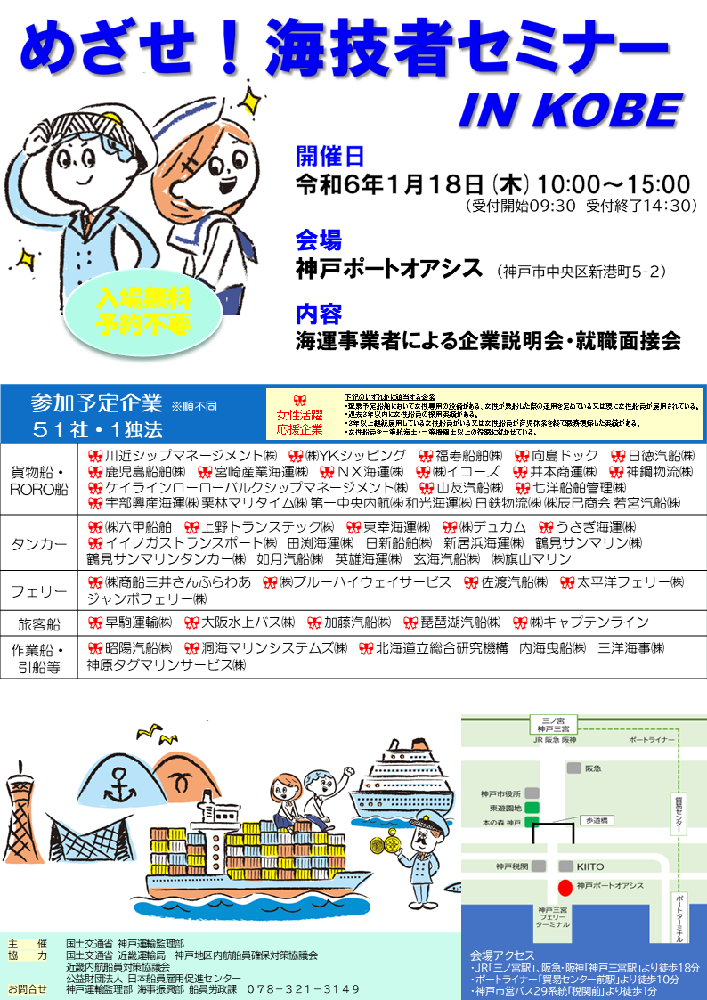 めざせ！海技者セミナー
IN KOBE
開催日
令和6年1月18日(木)10:00～15:00
（受付開始09:30 受付終了14:30）
会場
神戸ポートオアシス （神戸市中央区新港町5-2）
内容
海運事業者による企業説明会・就職面接会
入場無料
予約不要
参加予定企業 ※順不同
51社・1独法
女性活躍
応援企業
下記のいずれかに該当する企業
・配乗予定船舶において女性専用の設備がある、女性が乗船した際の運用を定めている又は現に女性船員が雇用されている。
・過去3年以内に女性船員の採用実績がある。
・3年以上継続雇用している女性船員がいる又は女性船員が育児休業を経て職務復帰した実績がある。
・女性船員を一等航海士・一等機関士以上の役職に就かせている。
貨物船・
RORO船
川近シップマネージメント㈱ ㈱YKシッピング 福寿船舶㈱ 向島ドック 日徳汽船㈱
鹿児島船舶㈱ 宮崎産業海運㈱ NX海運㈱ ㈱イコーズ 井本商運㈱ 神鋼物流㈱
ケイラインローローバルクシップマネージメント㈱ 山友汽船㈱ 七洋船舶管理㈱
宇部興産海運㈱ 栗林マリタイム㈱ 第一中央内航㈱ 和光海運㈱ 日鉄物流㈱ ㈱辰巳商会 若宮汽船㈱
タンカー
㈱六甲船舶 上野トランステック㈱ 東幸海運㈱ ㈱デュカム うさぎ海運㈱
イイノガストランスポート㈱ 田渕海運㈱ 日新船舶㈱ 新居浜海運㈱ 鶴見サンマリン㈱
鶴見サンマリンタンカー㈱ 如月汽船㈱ 英雄海運㈱ 玄海汽船㈱ ㈱旗山マリン
フェリー
㈱商船三井さんふらわあ ㈱ブルーハイウェイサービス 佐渡汽船㈱ 太平洋フェリー㈱
ジャンボフェリー㈱
旅客船
早駒運輸㈱ 大阪水上バス㈱ 加藤汽船㈱ 琵琶湖汽船㈱ ㈱キャプテンライン
作業船・
引船等
昭陽汽船㈱ 洞海マリンシステムズ㈱ 北海道立総合研究機構 内海曳船㈱ 三洋海事㈱
神原タグマリンサービス㈱
三ノ宮
神戸三宮
JR 阪急 阪神
ポートライナー
阪急
神戸市役所
東遊園地
本の森 神戸
歩道橋
貿易センター
神戸税関
KIITO
神戸ポートオアシス
神戸三宮
フェリー
ターミナル
ポートターミナル
会場アクセス
・JR「三ノ宮駅」、阪急・阪神「神戸三宮駅」より徒歩18分
・ポートライナー「貿易センター前駅」より徒歩10分
・神戸市営バス29系統「税関前」より徒歩1分
主 催 国土交通省 神戸運輸監理部
協 力 国土交通省 近畿運輸局 神戸地区内航船員確保対策協議会
近畿内航船員対策協議会
公益財団法人 日本船員雇用促進センター
お問合せ 神戸運輸監理部 海事振興部 船員労政課 078-321-3149